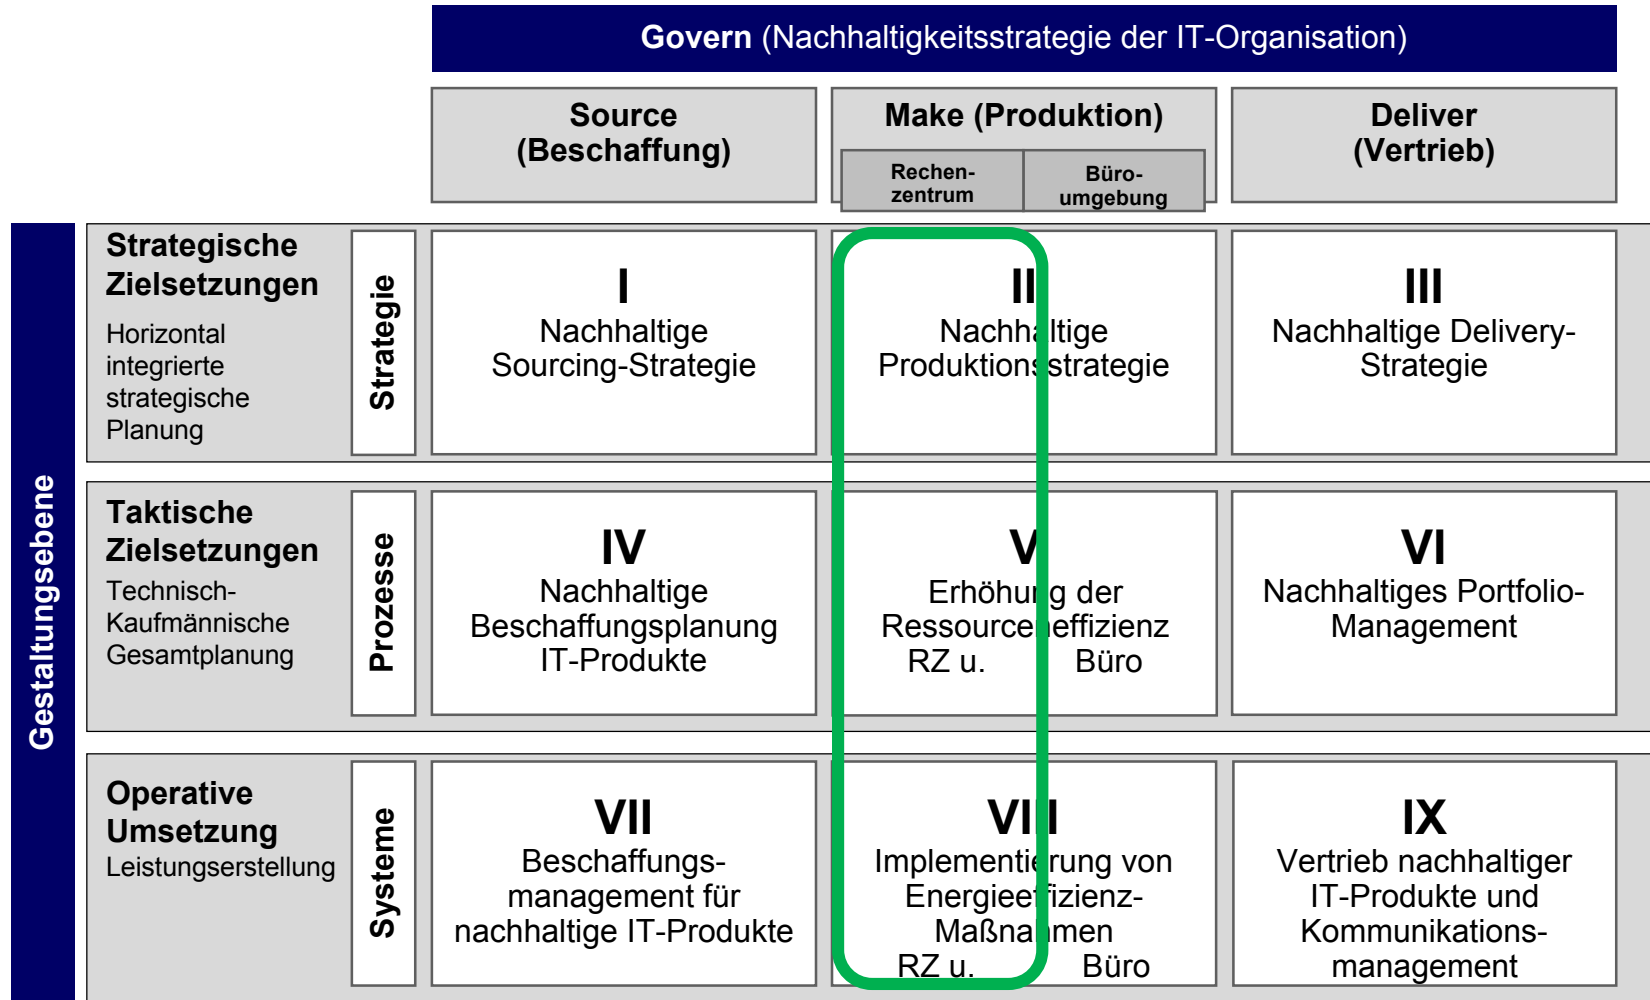 Govern (Nachhaltigkeitsstrategie der IT-Organisation)
Source
(Beschaffung)
Make (Produktion)
Rechen-
zentrum
Büro-
umgebung
Deliver
(Vertrieb)
Gestaltungsebene
Strategische
Zielsetzungen
Horizontal
integrierte
strategische
Planung
Strategie
I
Nachhaltige
Sourcing-Strategie
II
Nachhaltige
Produktionsstrategie
III
Nachhaltige Delivery-
Strategie
Taktische
Zielsetzungen
Technisch-
Kaufmännische
Gesamtplanung
Prozesse
IV
Nachhaltige
Beschaffungsplanung
IT-Produkte
V
Erhöhung der
Ressourceneffizienz
RZ u. Büro
VI
Nachhaltiges Portfolio-
Management
Operative
Umsetzung
Leistungserstellung
Systeme
VII
Beschaffungs-
management für
nachhaltige IT-Produkte
VIII
Implementierung von
Energieeffizienz-
Maßnahmen
RZ u. Büro
IX
Vertrieb nachhaltiger
IT-Produkte und
Kommunikations-
management